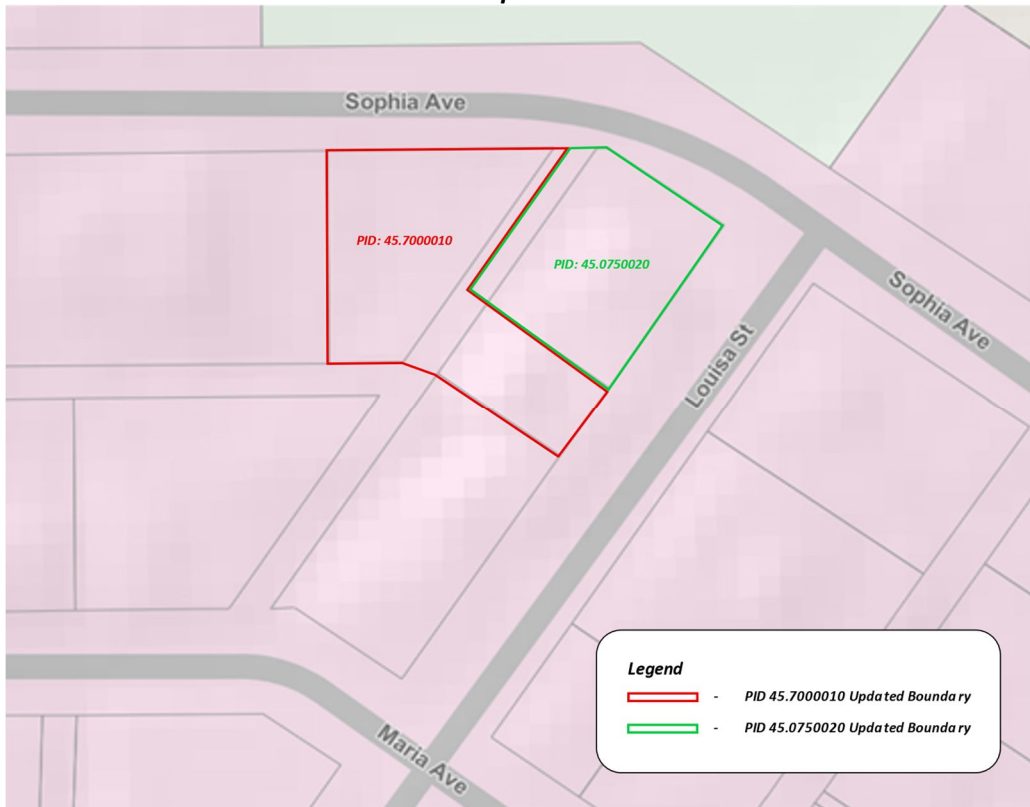 Sophia Ave
PID: 45.7000010
PID: 45.0750020
Sophia Ave
Louisa St
Legend
- PID 45.7000010 Updated Boundary
- PID 45.0750020 Updated Boundary
Maria Ave